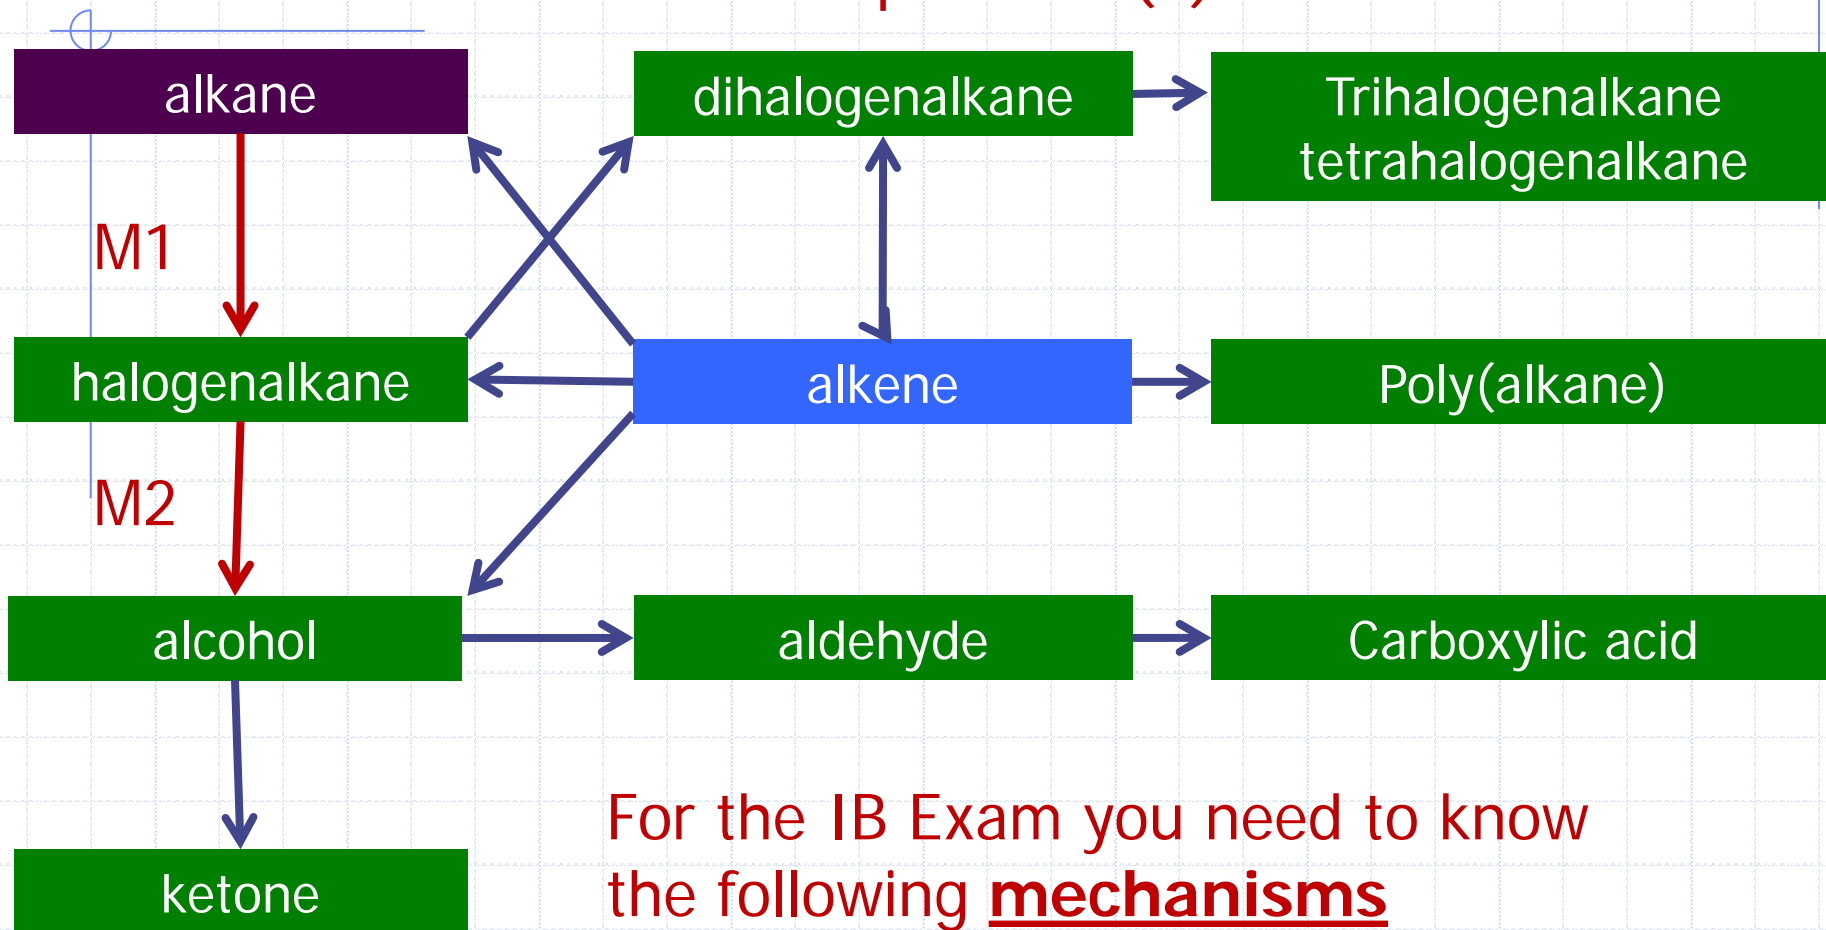 alkane
dihalogenalkane
Trihalogenalkane
tetrahalogenalkane
M1
halogenalkane
alkene
Poly(alkane)
M2
alcohol
aldehyde
Carboxylic acid
ketone
For the IB Exam you need to know
the following mechanisms